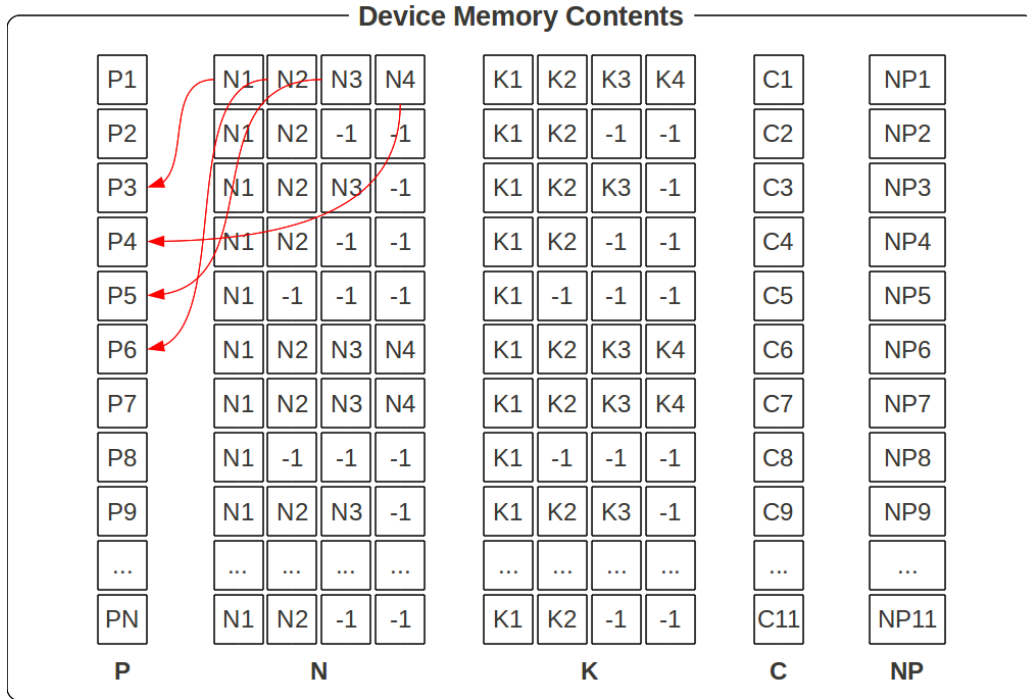 Device Memory Contents
P1 N1 N2 N3 N4 K1 K2 K3 K4 C1 NP1
P2 N1 N2 -1 -1 K1 K2 -1 -1 C2 NP2
P3 N1 N2 N3 -1 K1 K2 K3 -1 C3 NP3
P4 N1 N2 -1 -1 K1 K2 -1 -1 C4 NP4
P5 N1 -1 -1 -1 K1 -1 -1 -1 C5 NP5
P6 N1 N2 N3 N4 K1 K2 K3 K4 C6 NP6
P7 N1 N2 N3 N4 K1 K2 K3 K4 C7 NP7
P8 N1 -1 -1 -1 K1 -1 -1 -1 C8 NP8
P9 N1 N2 N3 -1 K1 K2 K3 -1 C9 NP9
... ... ... ... ... ... ... ... ... ... ...
PN N1 N2 -1 -1 K1 K2 -1 -1 C11 NP11
P N K C NP